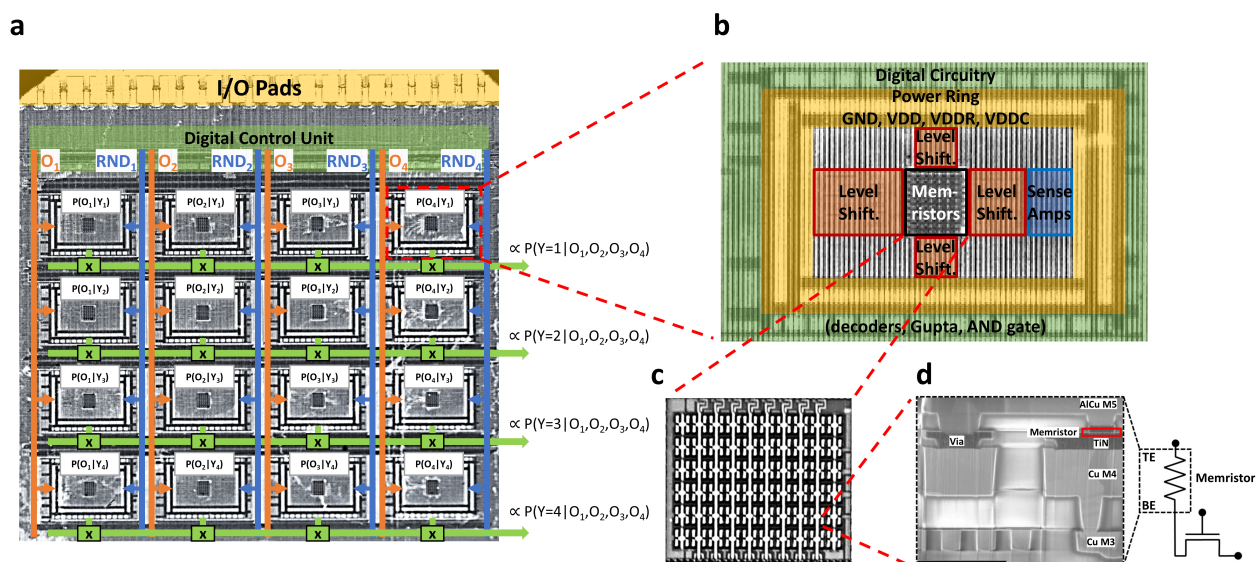 a
I/O Pads
Digital Control Unit
O₁ RND₁ O₂ RND₂ O₃ RND₃ O₄ RND₄
P(O₁|Y₁) P(O₂|Y₁) P(O₃|Y₁) P(O₄|Y₁)
x x x x ∝ P(Y=1|O₁,O₂,O₃,O₄)
P(O₁|Y₂) P(O₂|Y₂) P(O₃|Y₂) P(O₄|Y₂)
x x x x ∝ P(Y=2|O₁,O₂,O₃,O₄)
P(O₁|Y₃) P(O₂|Y₃) P(O₃|Y₃) P(O₄|Y₃)
x x x x ∝ P(Y=3|O₁,O₂,O₃,O₄)
P(O₁|Y₄) P(O₂|Y₄) P(O₃|Y₄) P(O₄|Y₄)
x x x x ∝ P(Y=4|O₁,O₂,O₃,O₄)
b
Digital Circuitry
Power Ring
GND, VDD, VDDR, VDDC
Level
Shift.
Level
Shift.
Mem-
ristors
Level
Shift.
Sense
Amps
Level
Shift.
(decoders, Gupta, AND gate)
c
d
AlCu M5
Memristor
Via
TiN
Cu M4
Cu M3
TE
BE
Memristor